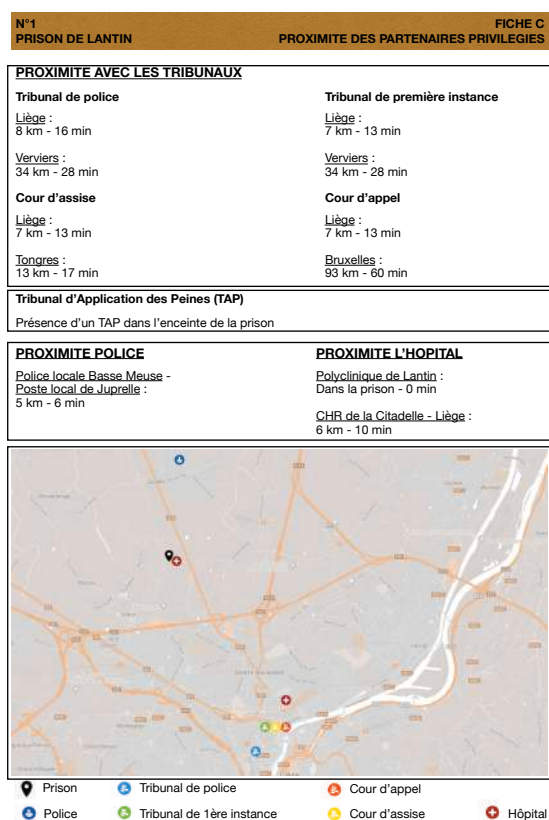 N°1
FICHE C
PRISON DE LANTIN
PROXIMITE DES PARTENAIRES PRIVILEGIES
PROXIMITE AVEC LES TRIBUNAUX
Tribunal de police
Liège :
8 km - 16 min
Verviers :
34 km - 28 min
Tribunal de première instance
Liège :
7 km - 13 min
Verviers :
34 km - 28 min
Cour d'assise
Liège :
7 km - 13 min
Tongres :
13 km - 17 min
Cour d'appel
Liège :
7 km - 13 min
Bruxelles :
93 km - 60 min
Tribunal d'Application des Peines (TAP)
Présence d'un TAP dans l'enceinte de la prison
PROXIMITE POLICE
Police locale Basse Meuse -
Poste local de Juprelle :
5 km - 6 min
PROXIMITE L'HOPITAL
Polyclinique de Lantin :
Dans la prison - 0 min
CHR de la Citadelle - Liège :
6 km - 10 min
Prison
Tribunal de police
Cour d'appel
Police
Tribunal de 1ère instance
Cour d'assise
Hôpital